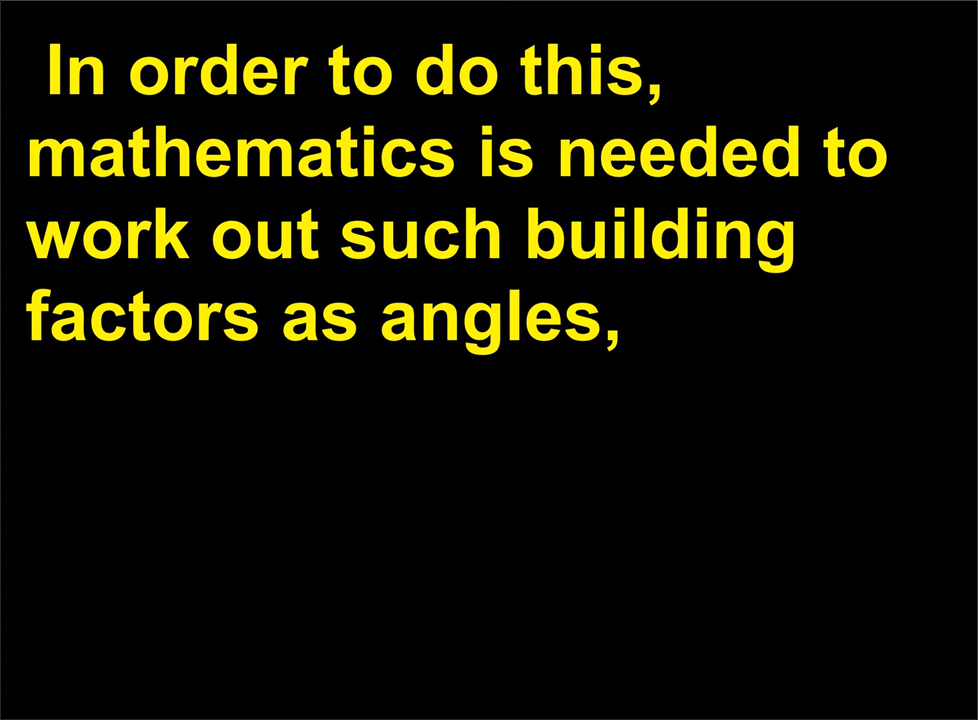 In order to do this,
mathematics is needed to
work out such building
factors as angles,